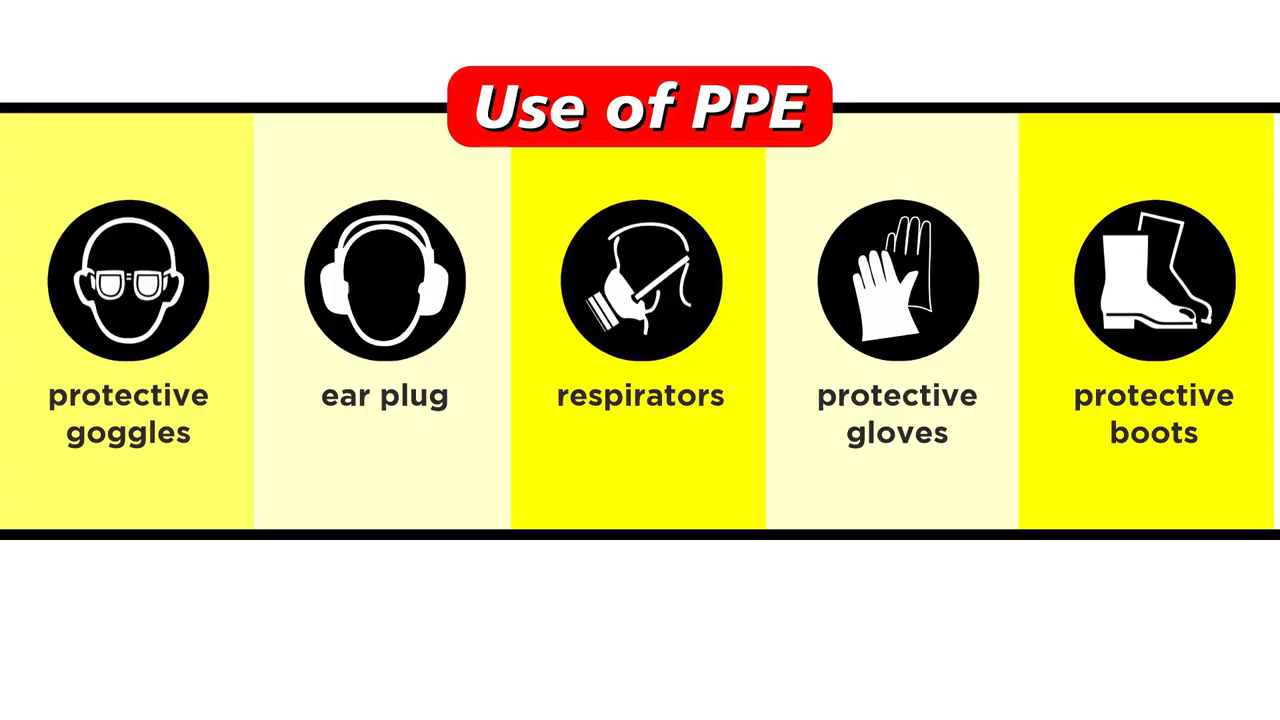 Use of PPE
protective
goggles
ear plug
respirators
protective
gloves
protective
boots